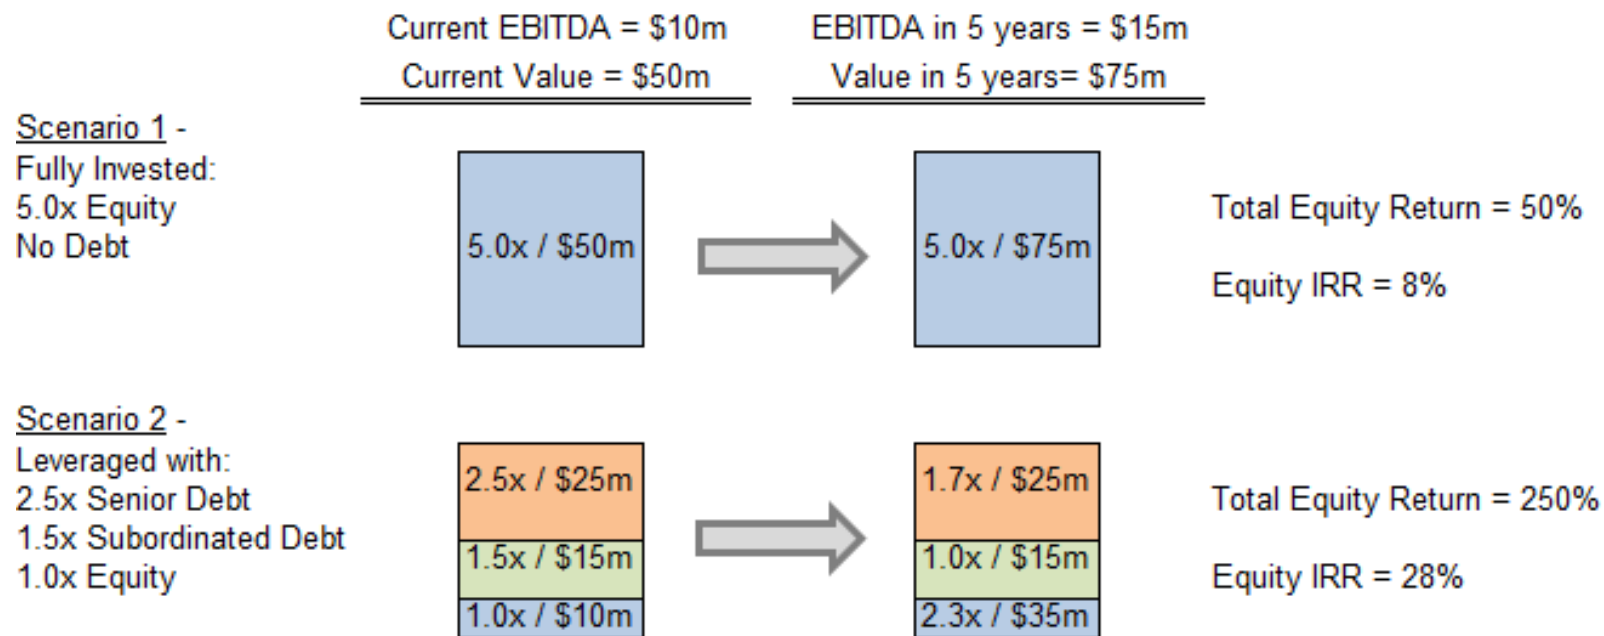 Current EBITDA = $10m
EBITDA in 5 years = $15m
Current Value = $50m
Value in 5 years= $75m
Scenario 1 -
Fully Invested:
5.0x Equity
No Debt
5.0x / $50m
5.0x / $75m
Total Equity Return = 50%
Equity IRR = 8%
Scenario 2 -
Leveraged with:
2.5x Senior Debt
1.5x Subordinated Debt
1.0x Equity
2.5x / $25m
1.5x / $15m
1.0x / $10m
1.7x / $25m
1.0x / $15m
2.3x / $35m
Total Equity Return = 250%
Equity IRR = 28%